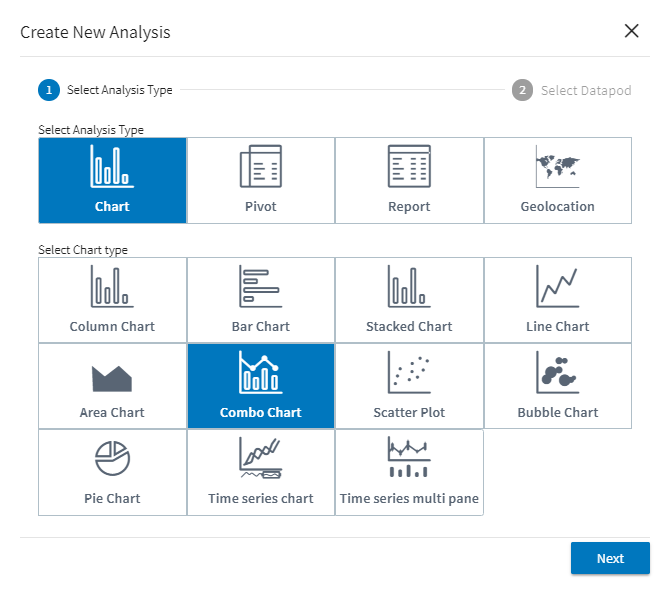 Create New Analysis
1 Select Analysis Type 2 Select Datapod
Select Analysis Type
Chart Pivot Report Geolocation
Select Chart type
Column Chart Bar Chart Stacked Chart Line Chart
Area Chart Combo Chart Scatter Plot Bubble Chart
Pie Chart Time series chart Time series multi pane
Next